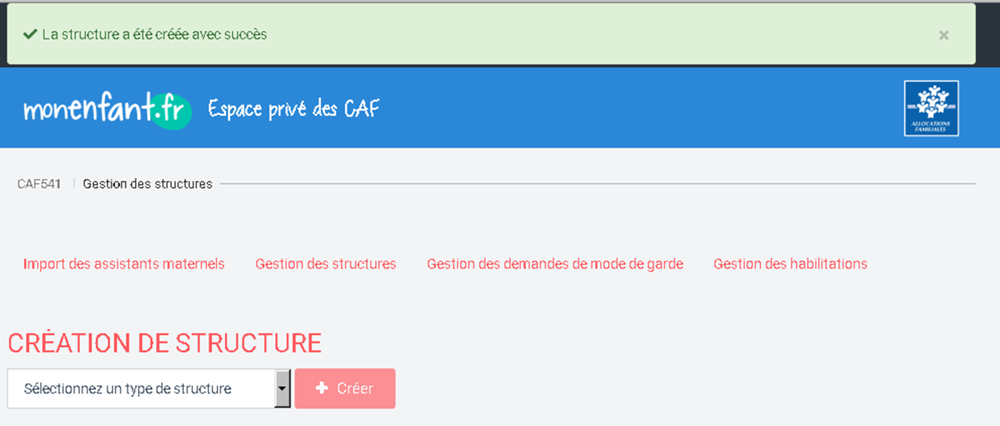 ✔ La structure a été créée avec succès ×
monenfant.fr Espace privé des CAF
ALLOCATIONS
FAMILIALES
CAF541 | Gestion des structures
Import des assistants maternels Gestion des structures Gestion des demandes de mode de garde Gestion des habilitations
CRÉATION DE STRUCTURE
Sélectionnez un type de structure + Créer